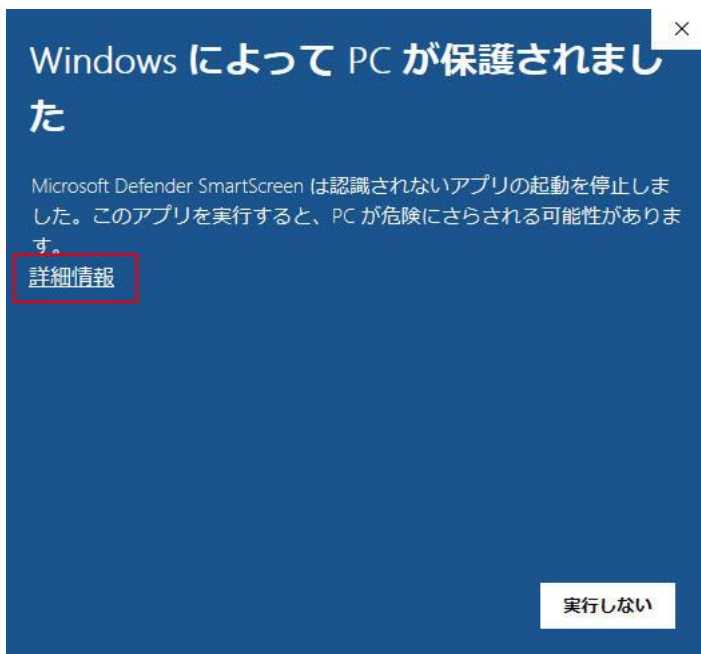 Windows によって PC が保護されまし
た
Microsoft Defender SmartScreen は認識されないアプリの起動を停止しま
した。このアプリを実行すると、PC が危険にさらされる可能性がありま
す。
詳細情報
実行しない